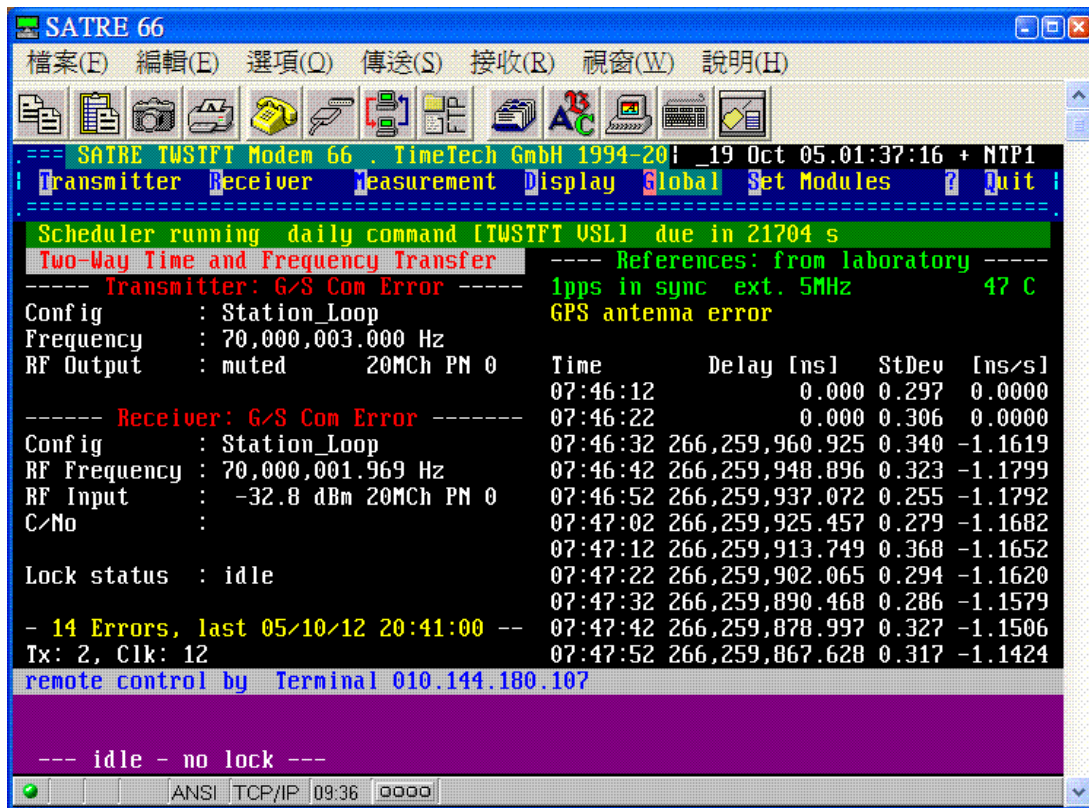 SATRE 66
檔案(F) 編輯(E) 選項(O) 傳送(S) 接收(R) 視窗(W) 說明(H)
.=== SATRE TWSTFT Modem 66 . TimeTech GmbH 1994-20¦ _19 Oct 05.01:37:16 + NTP1
¦ Transmitter Receiver Measurement Display Global Set Modules ? Quit ¦
Scheduler running daily command [TWSTFT VSL] due in 21704 s
Two-Way Time and Frequency Transfer
----- Transmitter: G/S Com Error -----
Config : Station_Loop
Frequency : 70,000,003.000 Hz
RF Output : muted 20MCh PN 0
------ Receiver: G/S Com Error -------
Config : Station_Loop
RF Frequency : 70,000,001.969 Hz
RF Input : -32.8 dBm 20MCh PN 0
C/No :
Lock status : idle
- 14 Errors, last 05/10/12 20:41:00 --
Tx: 2, Clk: 12
---- References: from laboratory -----
1pps in sync ext. 5MHz 47 C
GPS antenna error
Time Delay [ns] StDev [ns/s]
07:46:12 0.000 0.297 0.0000
07:46:22 0.000 0.306 0.0000
07:46:32 266,259,960.925 0.340 -1.1619
07:46:42 266,259,948.896 0.323 -1.1799
07:46:52 266,259,937.072 0.255 -1.1792
07:47:02 266,259,925.457 0.279 -1.1682
07:47:12 266,259,913.749 0.368 -1.1652
07:47:22 266,259,902.065 0.294 -1.1620
07:47:32 266,259,890.468 0.286 -1.1579
07:47:42 266,259,878.997 0.327 -1.1506
07:47:52 266,259,867.628 0.317 -1.1424
remote control by Terminal 010.144.180.107
--- idle - no lock ---
ANSI TCP/IP 09:36 0000